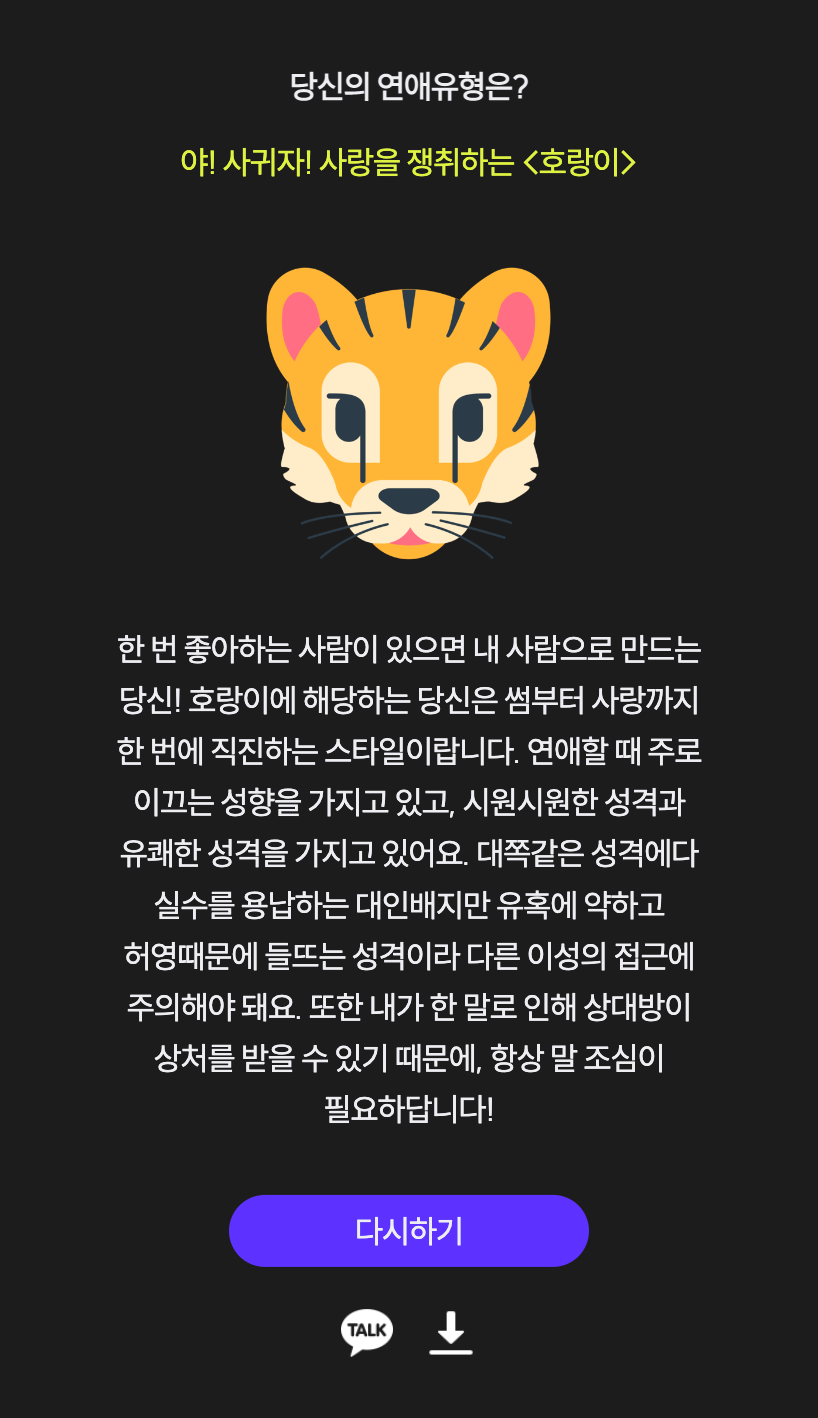 당신의 연애유형은?
야! 사귀자! 사랑을 쟁취하는 <호랑이>
한 번 좋아하는 사람이 있으면 내 사람으로 만드는
당신! 호랑이에 해당하는 당신은 썸부터 사랑까지
한 번에 직진하는 스타일이랍니다. 연애할 때 주로
이끄는 성향을 가지고 있고, 시원시원한 성격과
유쾌한 성격을 가지고 있어요. 대쪽같은 성격에다
실수를 용납하는 대인배지만 유혹에 약하고
허영때문에 들뜨는 성격이라 다른 이성의 접근에
주의해야 돼요. 또한 내가 한 말로 인해 상대방이
상처를 받을 수 있기 때문에, 항상 말 조심이
필요하답니다!
다시하기
TALK